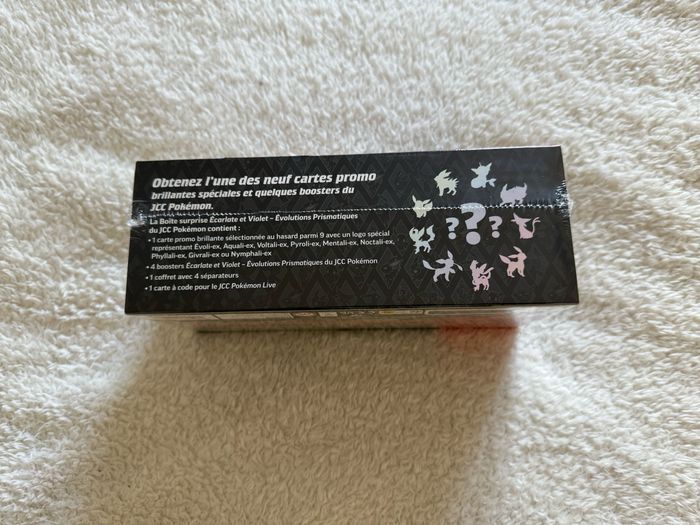 Obtenez l'une des neuf cartes promo
brillantes spéciales et quelques boosters du
JCC Pokémon.
La Boîte surprise Écarlate et Violet – Évolutions Prismatiques
du JCC Pokémon contient :
• 1 carte promo brillante sélectionnée au hasard parmi 9 avec un logo spécial
représentant Évoli-ex, Aquali-ex, Voltali-ex, Pyroli-ex, Mentali-ex, Noctali-ex,
Phyllali-ex, Givrali-ex ou Nymphali-ex
• 4 boosters Écarlate et Violet – Évolutions Prismatiques du JCC Pokémon
• 1 coffret avec 4 séparateurs
• 1 carte à code pour le JCC Pokémon Live
? ? ?